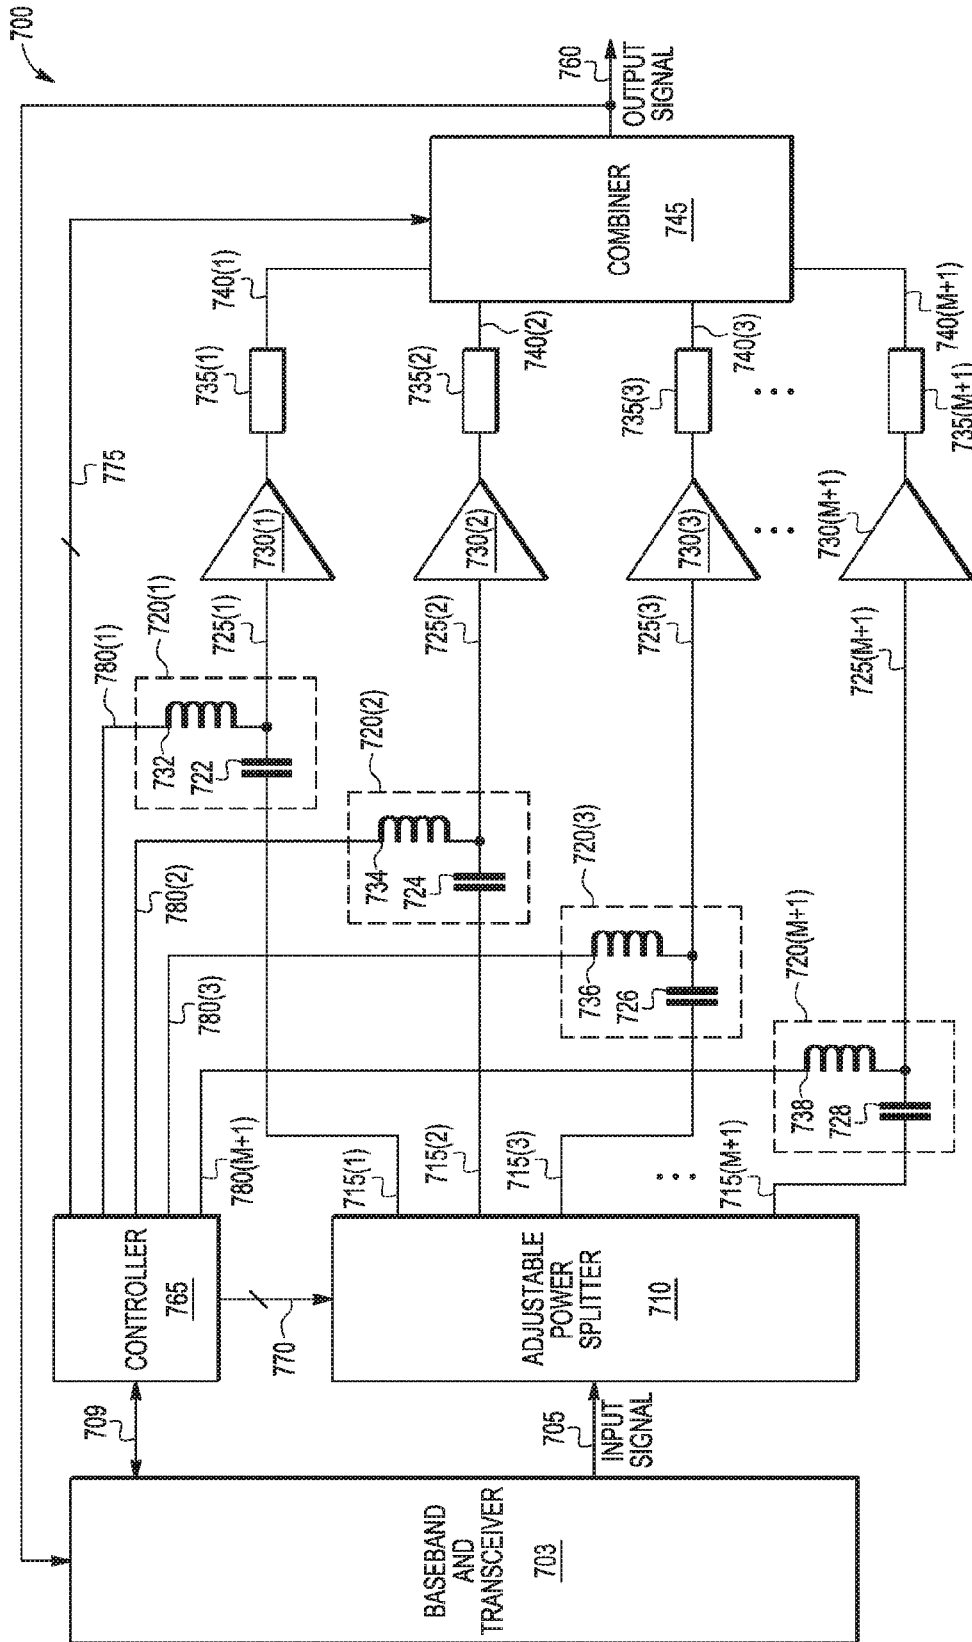 700
775
760
OUTPUT
SIGNAL
COMBINER
745
740(1)
740(2)
740(3)
740(M+1)
735(1)
735(2)
735(3)
735(M+1)
730(1)
730(2)
730(3)
730(M+1)
725(1)
725(2)
725(3)
725(M+1)
720(1)
720(2)
720(3)
720(M+1)
780(1)
780(2)
780(3)
780(M+1)
732
722
734
724
736
726
738
728
715(1)
715(2)
715(3)
715(M+1)
CONTROLLER
765
770
ADJUSTABLE
POWER
SPLITTER
710
709
705
INPUT
SIGNAL
BASEBAND
AND
TRANSCEIVER
703